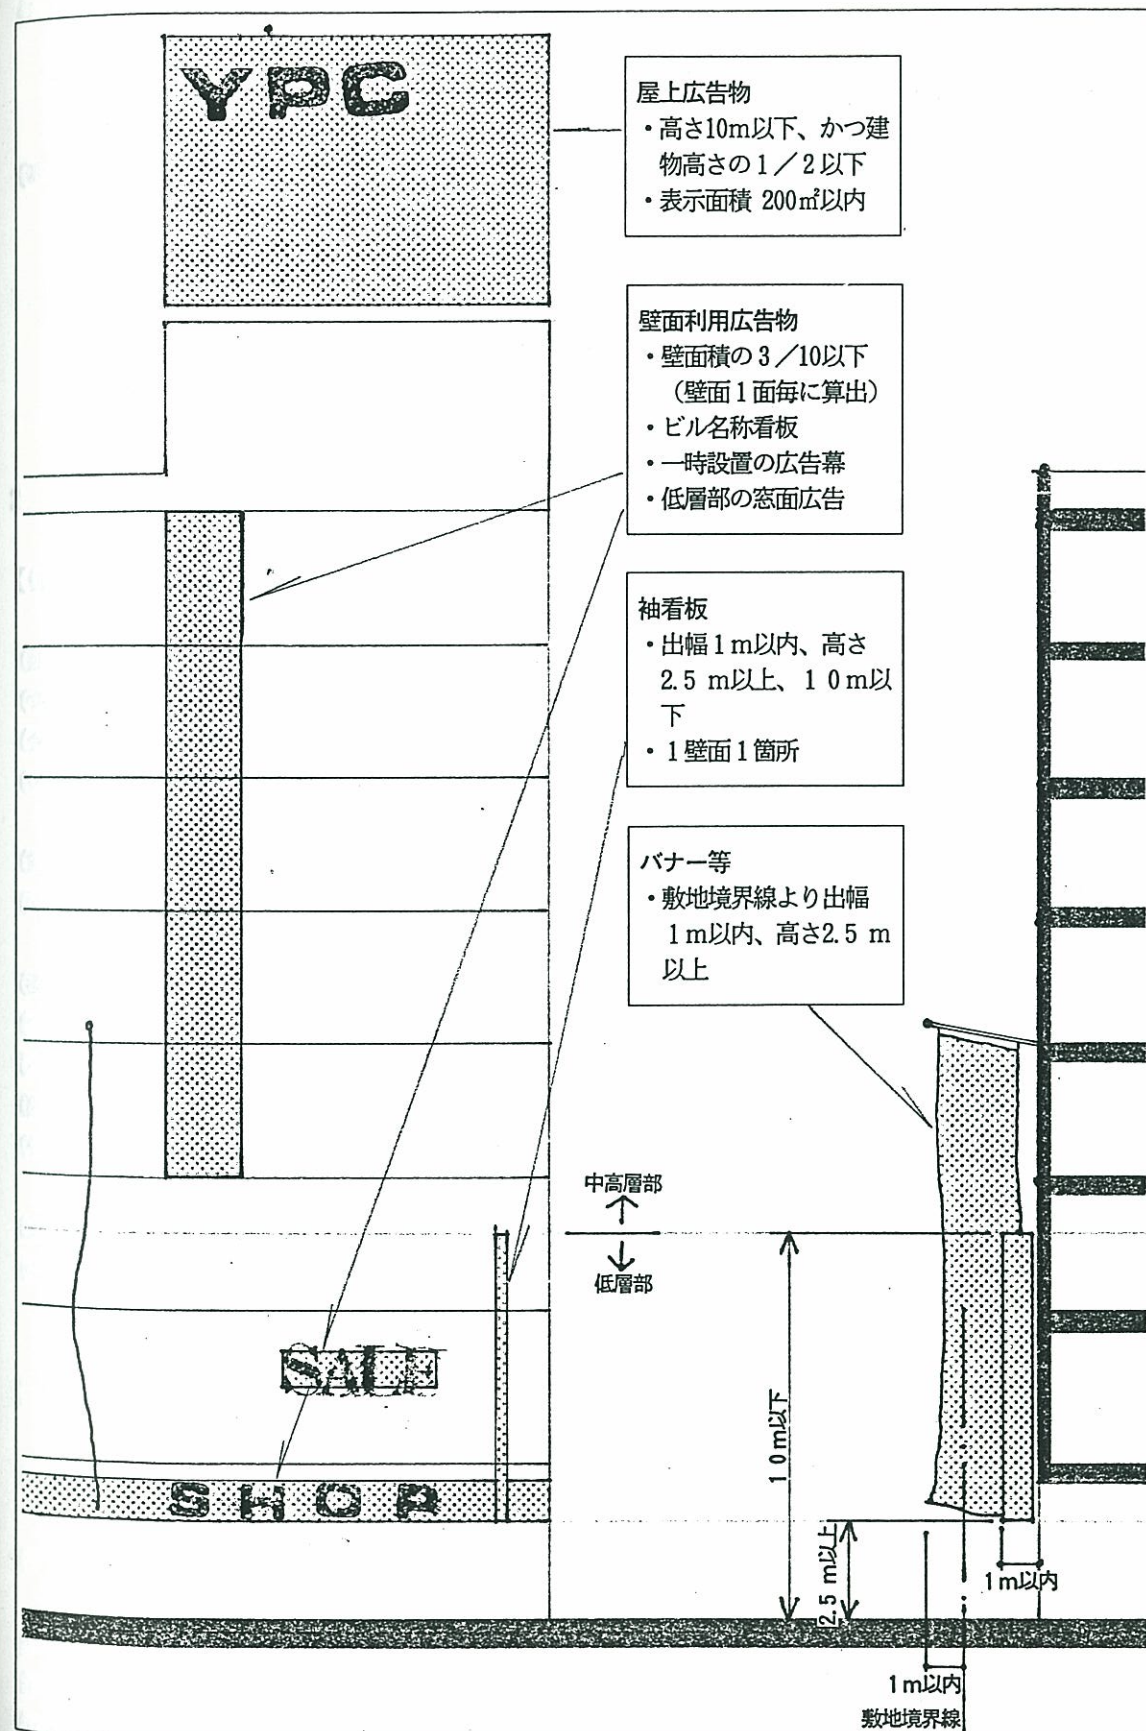 YPC
屋上広告物
・高さ10m以下、かつ建
物高さの1／2以下
・表示面積 200㎡以内
壁面利用広告物
・壁面積の3／10以下
（壁面1面毎に算出）
・ビル名称看板
・一時設置の広告幕
・低層部の窓面広告
袖看板
・出幅1m以内、高さ
2.5 m以上、10m以
下
・1壁面1箇所
バナー等
・敷地境界線より出幅
1m以内、高さ2.5 m
以上
中高層部
低層部
SALE
SHOP
10m以下
2.5 m以上
1m以内
1m以内
敷地境界線